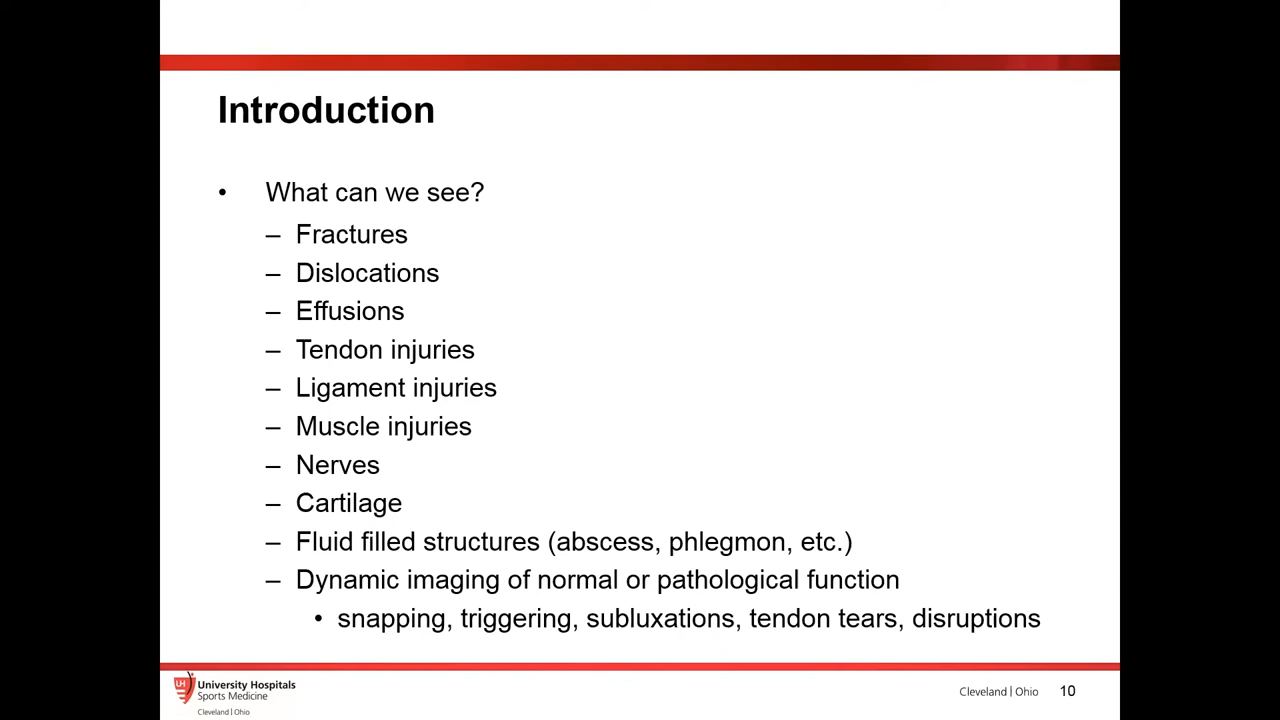 Introduction
• What can we see?
– Fractures
– Dislocations
– Effusions
– Tendon injuries
– Ligament injuries
– Muscle injuries
– Nerves
– Cartilage
– Fluid filled structures (abscess, phlegmon, etc.)
– Dynamic imaging of normal or pathological function
• snapping, triggering, subluxations, tendon tears, disruptions
UH University Hospitals
Sports Medicine
Cleveland | Ohio
Cleveland | Ohio 10